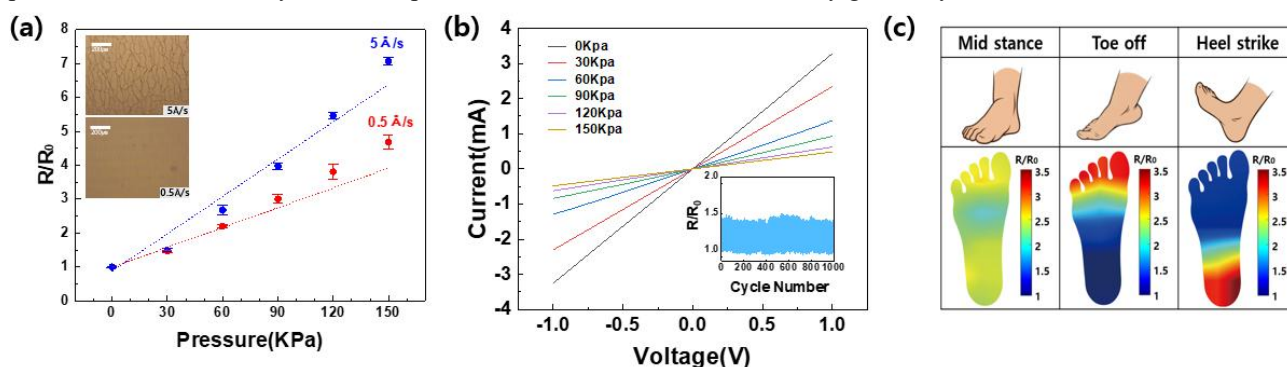 (a)
8
7
6
5
4
3
2
1
0
R/R₀
200μm
5A/s
200μm
0.5A/s
5 Å/s
0.5 Å/s
0 30 60 90 120 150
Pressure(KPa)
(b)
4
3
2
1
0
-1
-2
-3
-4
Current(mA)
0Kpa
30Kpa
60Kpa
90Kpa
120Kpa
150Kpa
2.0
1.5
1.0
R/R₀
0 200 400 600 800 1000
Cycle Number
-1.0 -0.5 0.0 0.5 1.0
Voltage(V)
(c)
Mid stance Toe off Heel strike
R/R₀ R/R₀ R/R₀
3.5 3.5 3.5
3 3 3
2.5 2.5 2.5
2 2 2
1.5 1.5 1.5
1 1 1